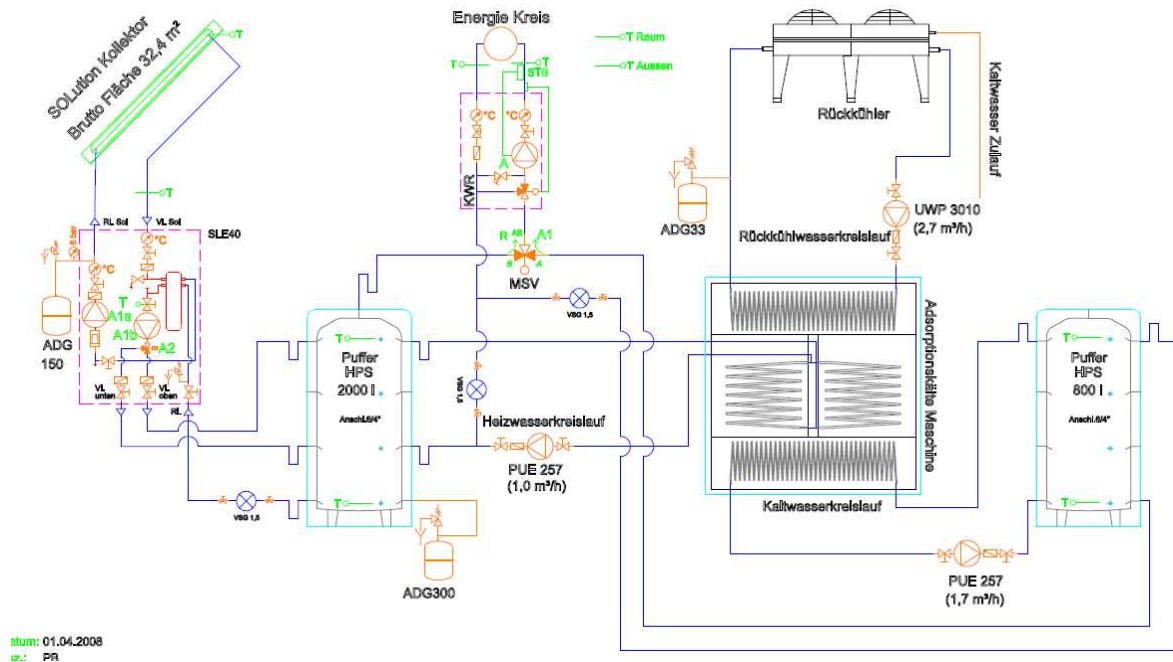 SOLution Kollektor
Brutto Fläche 32,4 m²
T
T
RL Sol
VL Sol
SLE40
6 bar
°C
°C
ADG
150
T
A1a
A1b
A2
VL
unten
VL
oben
RL
VSG 1,5
Energie Kreis
T
T
STB
T Raum
T Aussen
°C
°C
A
KWR
R
AB
A1
B
A
MSV
VSG 1,5
VSG 1,5
T
Puffer
HPS
2000 l
Anschl.6/4"
T
Heizwasserkreislauf
PUE 257
(1,0 m³/h)
ADG300
Rückkühler
Kaltwasser Zulauf
ADG33
UWP 3010
(2,7 m³/h)
Rückkühlwasserkreislauf
Adsorptionskälte Maschine
Kaltwasserkreislauf
PUE 257
(1,7 m³/h)
T
Puffer
HPS
800 l
Anschl.6/4"
T
atum: 01.04.2008
PB